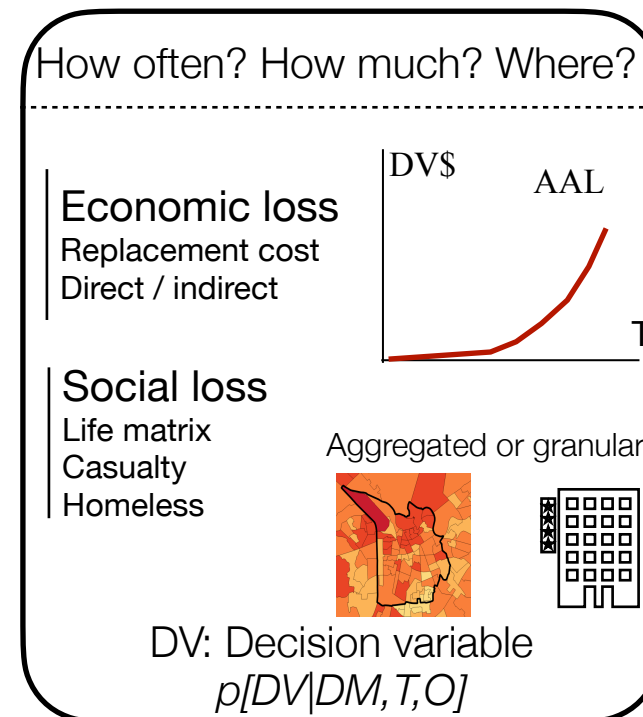 How often? How much? Where?
DV$
AAL
T
Economic loss
Replacement cost
Direct / indirect
Social loss
Life matrix
Casualty
Homeless
Aggregated or granular
DV: Decision variable
p[DV|DM,T,O]